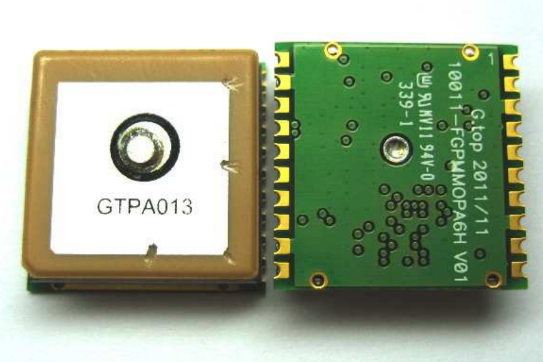 GTPA013
1
G.top 2011/11
10011-FGPMMOPA6H V01
94V-0
339-1